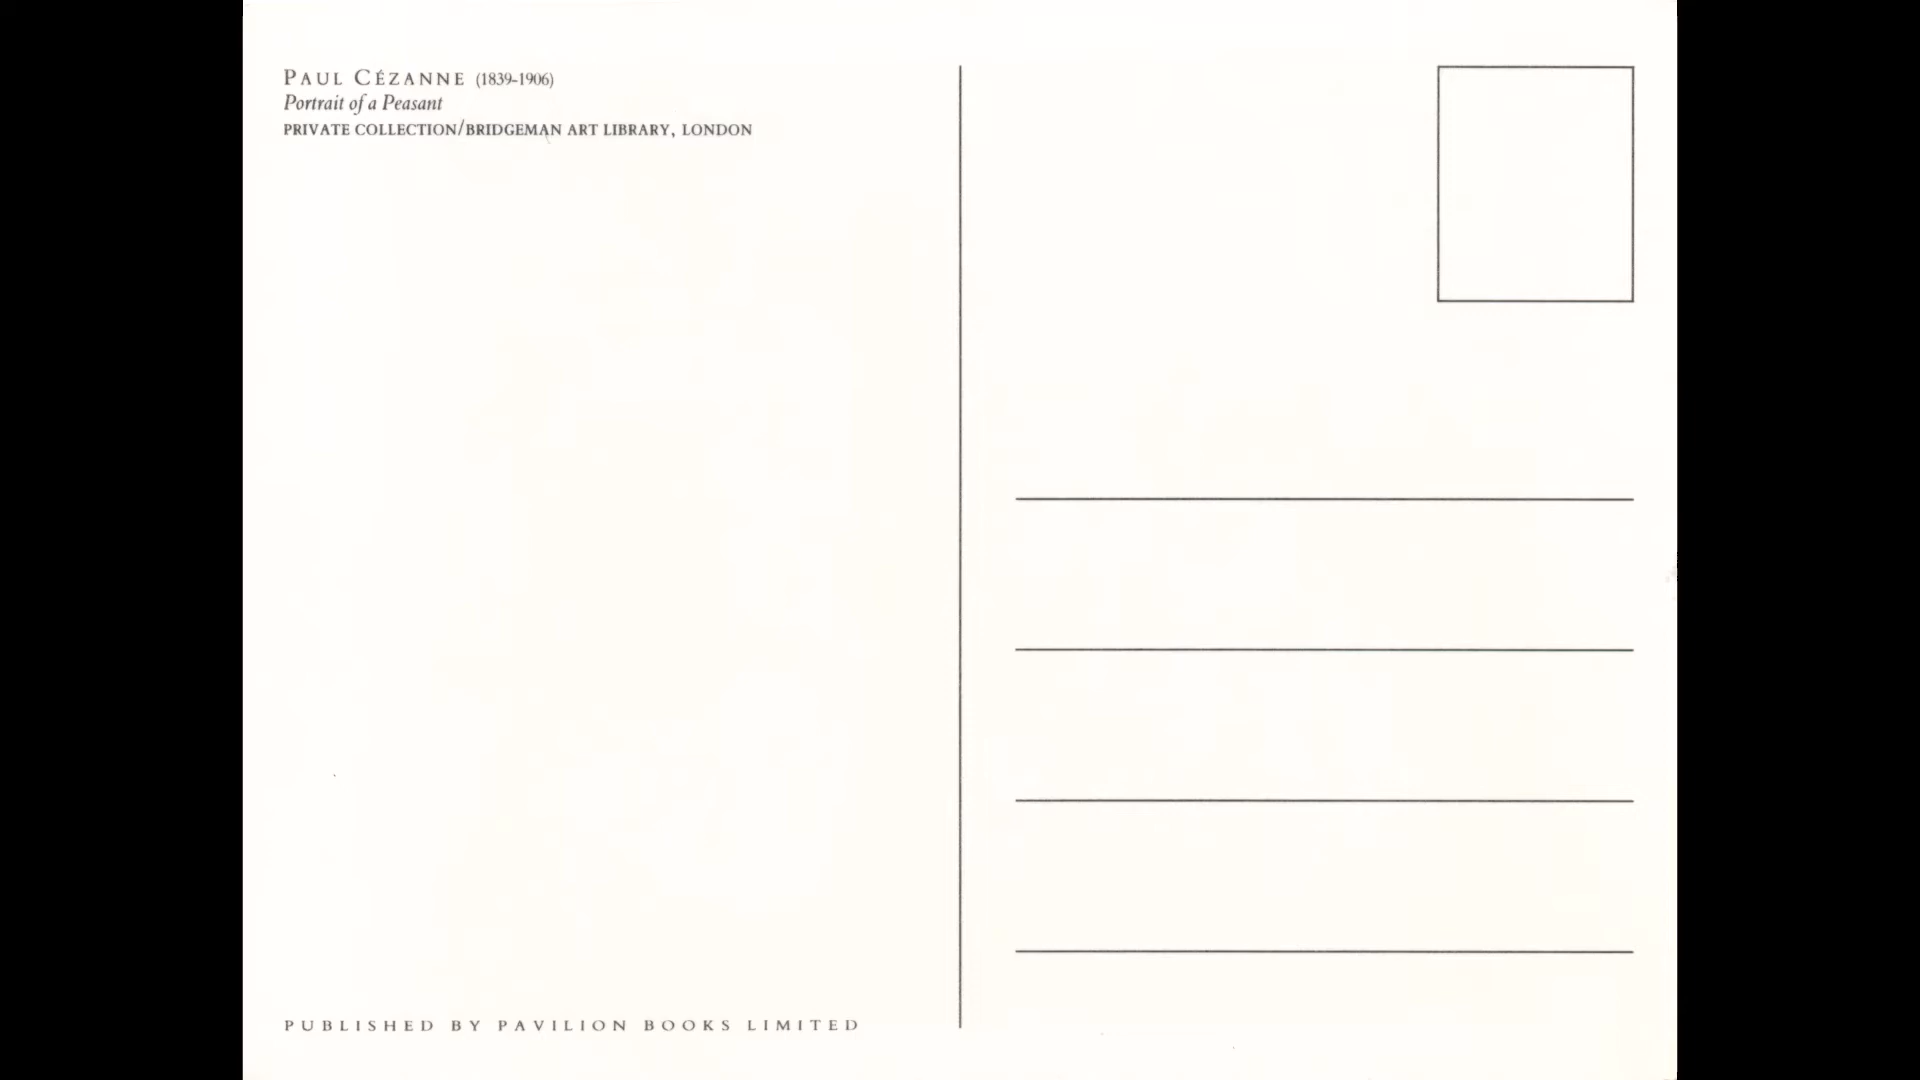 PAUL CÉZANNE (1839-1906)
Portrait of a Peasant
PRIVATE COLLECTION/BRIDGEMAN ART LIBRARY, LONDON
PUBLISHED BY PAVILION BOOKS LIMITED